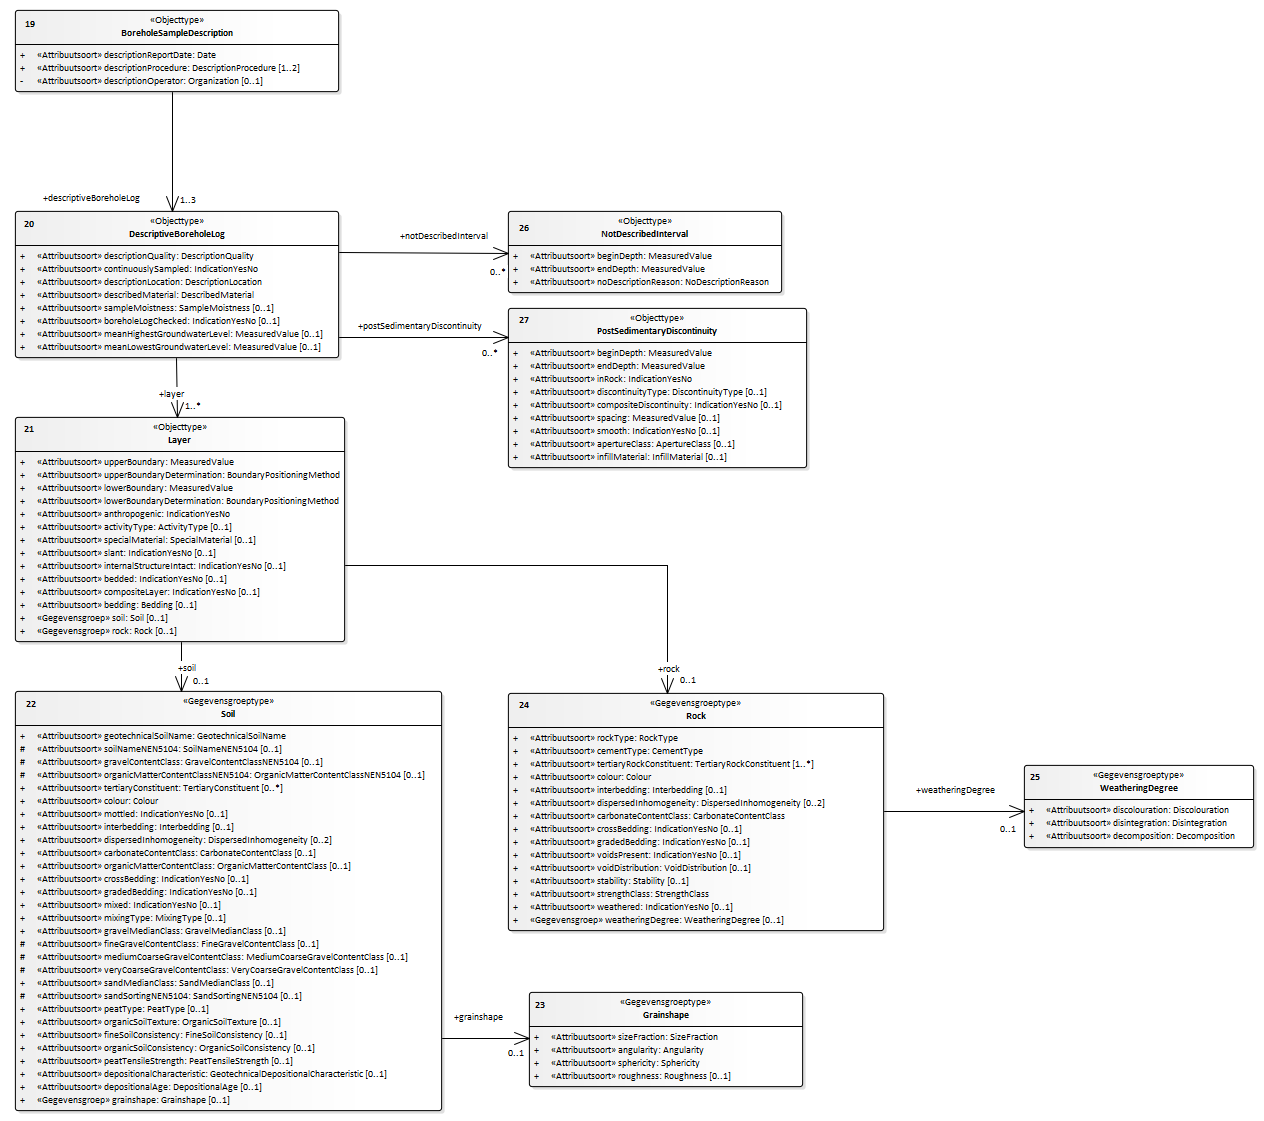 19
«Objecttype»
BoreholeSampleDescription
+ «Attribuutsoort» descriptionReportDate: Date
+ «Attribuutsoort» descriptionProcedure: DescriptionProcedure [1..2]
- «Attribuutsoort» descriptionOperator: Organization [0..1]
+descriptiveBoreholeLog
1..3
20
«Objecttype»
DescriptiveBoreholeLog
+ «Attribuutsoort» descriptionQuality: DescriptionQuality
+ «Attribuutsoort» continuouslySampled: IndicationYesNo
+ «Attribuutsoort» descriptionLocation: DescriptionLocation
+ «Attribuutsoort» describedMaterial: DescribedMaterial
+ «Attribuutsoort» sampleMoistness: SampleMoistness [0..1]
+ «Attribuutsoort» boreholeLogChecked: IndicationYesNo [0..1]
+ «Attribuutsoort» meanHighestGroundwaterLevel: MeasuredValue [0..1]
+ «Attribuutsoort» meanLowestGroundwaterLevel: MeasuredValue [0..1]
+notDescribedInterval
0..*
26
«Objecttype»
NotDescribedInterval
+ «Attribuutsoort» beginDepth: MeasuredValue
+ «Attribuutsoort» endDepth: MeasuredValue
+ «Attribuutsoort» noDescriptionReason: NoDescriptionReason
+postSedimentaryDiscontinuity
0..*
27
«Objecttype»
PostSedimentaryDiscontinuity
+ «Attribuutsoort» beginDepth: MeasuredValue
+ «Attribuutsoort» endDepth: MeasuredValue
+ «Attribuutsoort» inRock: IndicationYesNo
+ «Attribuutsoort» discontinuityType: DiscontinuityType [0..1]
+ «Attribuutsoort» compositeDiscontinuity: IndicationYesNo [0..1]
+ «Attribuutsoort» spacing: MeasuredValue [0..1]
+ «Attribuutsoort» smooth: IndicationYesNo [0..1]
+ «Attribuutsoort» apertureClass: ApertureClass [0..1]
+ «Attribuutsoort» infillMaterial: InfillMaterial [0..1]
+layer
1..*
21
«Objecttype»
Layer
+ «Attribuutsoort» upperBoundary: MeasuredValue
+ «Attribuutsoort» upperBoundaryDetermination: BoundaryPositioningMethod
+ «Attribuutsoort» lowerBoundary: MeasuredValue
+ «Attribuutsoort» lowerBoundaryDetermination: BoundaryPositioningMethod
+ «Attribuutsoort» anthropogenic: IndicationYesNo
+ «Attribuutsoort» activityType: ActivityType [0..1]
+ «Attribuutsoort» specialMaterial: SpecialMaterial [0..1]
+ «Attribuutsoort» slant: IndicationYesNo [0..1]
+ «Attribuutsoort» internalStructureIntact: IndicationYesNo [0..1]
+ «Attribuutsoort» bedded: IndicationYesNo [0..1]
+ «Attribuutsoort» compositeLayer: IndicationYesNo [0..1]
+ «Attribuutsoort» bedding: Bedding [0..1]
+ «Gegevensgroep» soil: Soil [0..1]
+ «Gegevensgroep» rock: Rock [0..1]
+soil
0..1
+rock
0..1
22
«Gegevensgroeptype»
Soil
+ «Attribuutsoort» geotechnicalSoilName: GeotechnicalSoilName
# «Attribuutsoort» soilNameNEN5104: SoilNameNEN5104 [0..1]
# «Attribuutsoort» gravelContentClass: GravelContentClassNEN5104 [0..1]
# «Attribuutsoort» organicMatterContentClassNEN5104: OrganicMatterContentClassNEN5104 [0..1]
+ «Attribuutsoort» tertiaryConstituent: TertiaryConstituent [0..*]
+ «Attribuutsoort» colour: Colour
+ «Attribuutsoort» mottled: IndicationYesNo [0..1]
+ «Attribuutsoort» interbedding: Interbedding [0..1]
+ «Attribuutsoort» dispersedInhomogeneity: DispersedInhomogeneity [0..2]
+ «Attribuutsoort» carbonateContentClass: CarbonateContentClass [0..1]
+ «Attribuutsoort» organicMatterContentClass: OrganicMatterContentClass [0..1]
+ «Attribuutsoort» crossBedding: IndicationYesNo [0..1]
+ «Attribuutsoort» gradedBedding: IndicationYesNo [0..1]
+ «Attribuutsoort» mixed: IndicationYesNo [0..1]
+ «Attribuutsoort» mixingType: MixingType [0..1]
+ «Attribuutsoort» gravelMedianClass: GravelMedianClass [0..1]
# «Attribuutsoort» fineGravelContentClass: FineGravelContentClass [0..1]
# «Attribuutsoort» mediumCoarseGravelContentClass: MediumCoarseGravelContentClass [0..1]
# «Attribuutsoort» veryCoarseGravelContentClass: VeryCoarseGravelContentClass [0..1]
+ «Attribuutsoort» sandMedianClass: SandMedianClass [0..1]
# «Attribuutsoort» sandSortingNEN5104: SandSortingNEN5104 [0..1]
+ «Attribuutsoort» peatType: PeatType [0..1]
+ «Attribuutsoort» organicSoilTexture: OrganicSoilTexture [0..1]
+ «Attribuutsoort» fineSoilConsistency: FineSoilConsistency [0..1]
+ «Attribuutsoort» organicSoilConsistency: OrganicSoilConsistency [0..1]
+ «Attribuutsoort» peatTensileStrength: PeatTensileStrength [0..1]
+ «Attribuutsoort» depositionalCharacteristic: GeotechnicalDepositionalCharacteristic [0..1]
+ «Attribuutsoort» depositionalAge: DepositionalAge [0..1]
+ «Gegevensgroep» grainshape: Grainshape [0..1]
24
«Gegevensgroeptype»
Rock
+ «Attribuutsoort» rockType: RockType
+ «Attribuutsoort» cementType: CementType
+ «Attribuutsoort» tertiaryRockConstituent: TertiaryRockConstituent [1..*]
+ «Attribuutsoort» colour: Colour
+ «Attribuutsoort» interbedding: Interbedding [0..1]
+ «Attribuutsoort» dispersedInhomogeneity: DispersedInhomogeneity [0..2]
+ «Attribuutsoort» carbonateContentClass: CarbonateContentClass
+ «Attribuutsoort» crossBedding: IndicationYesNo [0..1]
+ «Attribuutsoort» gradedBedding: IndicationYesNo [0..1]
+ «Attribuutsoort» voidsPresent: IndicationYesNo [0..1]
+ «Attribuutsoort» voidDistribution: VoidDistribution [0..1]
+ «Attribuutsoort» stability: Stability [0..1]
+ «Attribuutsoort» strengthClass: StrengthClass
+ «Attribuutsoort» weathered: IndicationYesNo [0..1]
+ «Gegevensgroep» weatheringDegree: WeatheringDegree [0..1]
+weatheringDegree
0..1
25
«Gegevensgroeptype»
WeatheringDegree
+ «Attribuutsoort» discolouration: Discolouration
+ «Attribuutsoort» disintegration: Disintegration
+ «Attribuutsoort» decomposition: Decomposition
+grainshape
0..1
23
«Gegevensgroeptype»
Grainshape
+ «Attribuutsoort» sizeFraction: SizeFraction
+ «Attribuutsoort» angularity: Angularity
+ «Attribuutsoort» sphericity: Sphericity
+ «Attribuutsoort» roughness: Roughness [0..1]